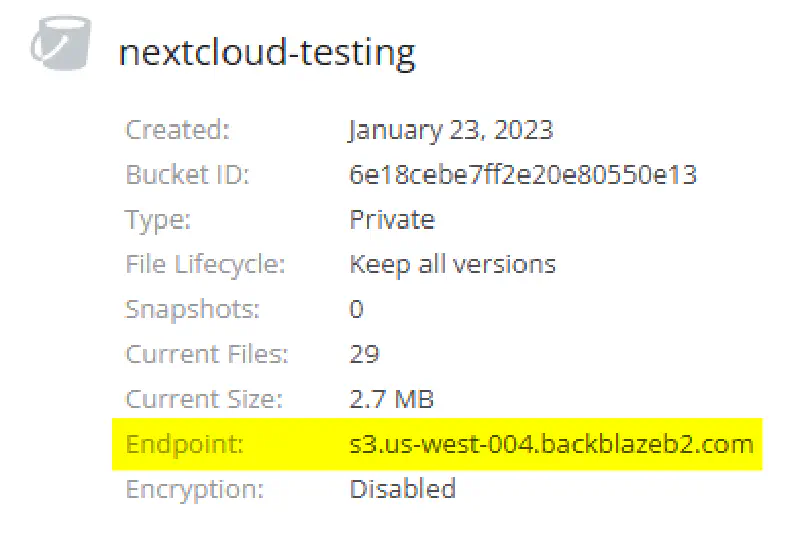 nextcloud-testing
Created: January 23, 2023
Bucket ID: 6e18cebe7ff2e20e80550e13
Type: Private
File Lifecycle: Keep all versions
Snapshots: 0
Current Files: 29
Current Size: 2.7 MB
Endpoint: s3.us-west-004.backblazeb2.com
Encryption: Disabled